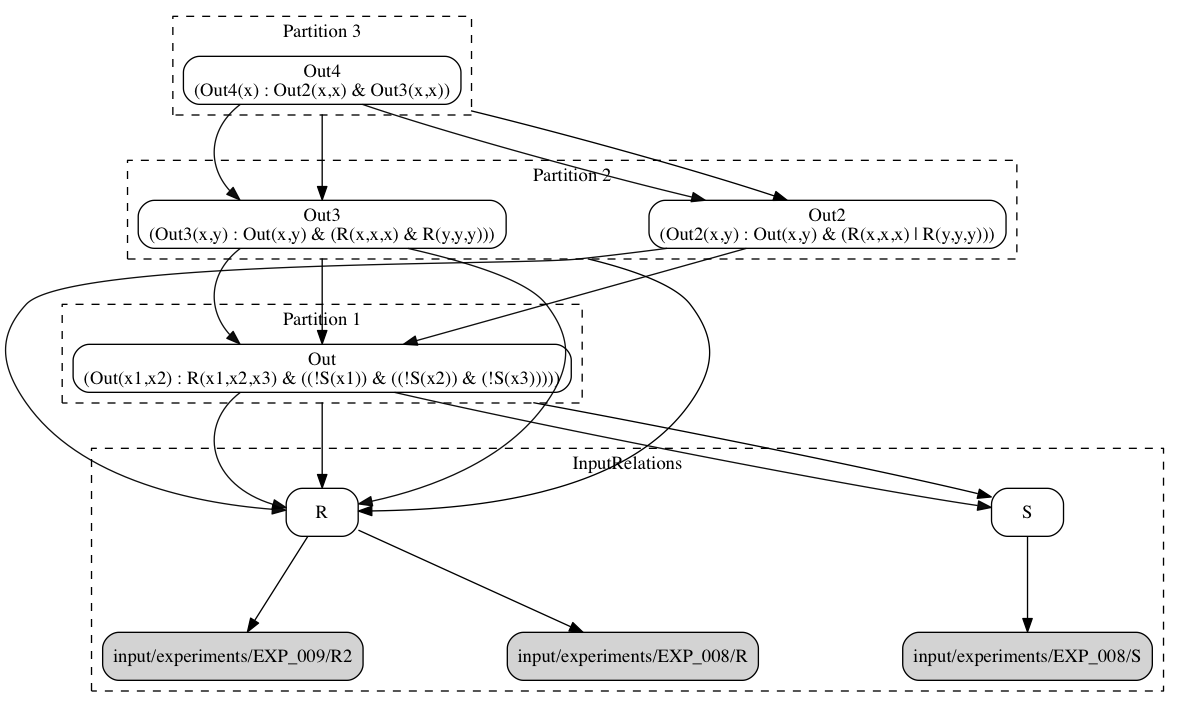 Partition 3
Out4
(Out4(x) : Out2(x,x) & Out3(x,x))
Partition 2
Out3
(Out3(x,y) : Out(x,y) & (R(x,x,x) & R(y,y,y)))
Out2
(Out2(x,y) : Out(x,y) & (R(x,x,x) | R(y,y,y)))
Partition 1
Out
(Out(x1,x2) : R(x1,x2,x3) & ((!S(x1)) & ((!S(x2)) & (!S(x3)))))
InputRelations
R
S
input/experiments/EXP_009/R2
input/experiments/EXP_008/R
input/experiments/EXP_008/S